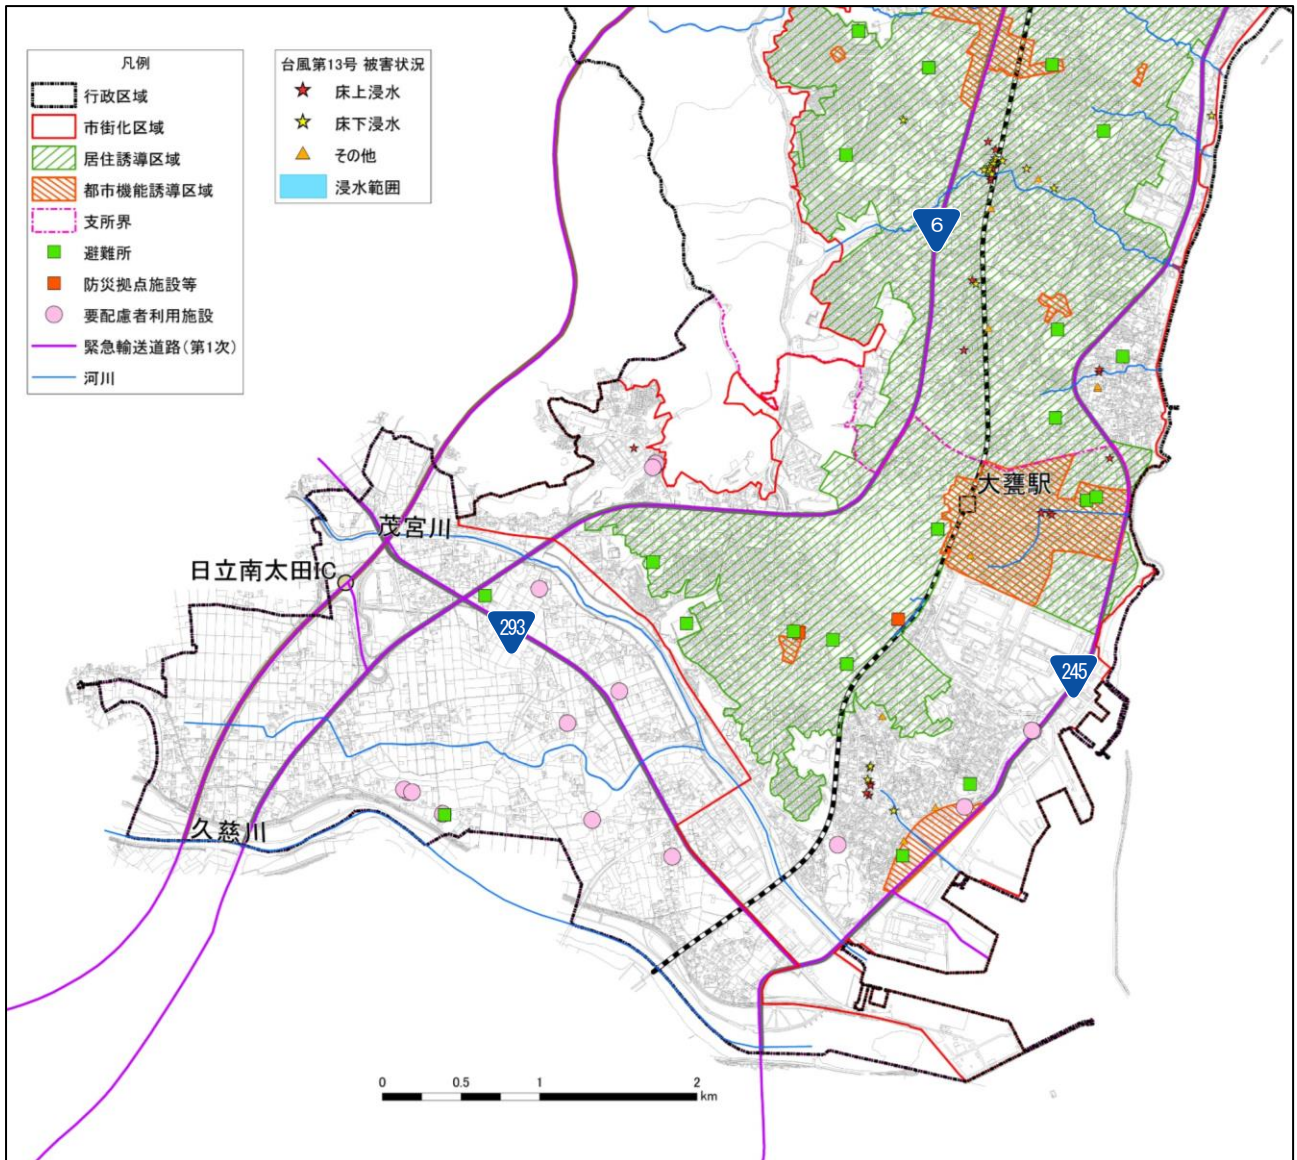 凡例
行政区域
市街化区域
居住誘導区域
都市機能誘導区域
支所界
避難所
防災拠点施設等
要配慮者利用施設
緊急輸送道路(第1次)
河川
台風第13号 被害状況
床上浸水
床下浸水
その他
浸水範囲
6
大甕駅
茂宮川
日立南太田IC
293
245
久慈川
0 0.5 1 2
km